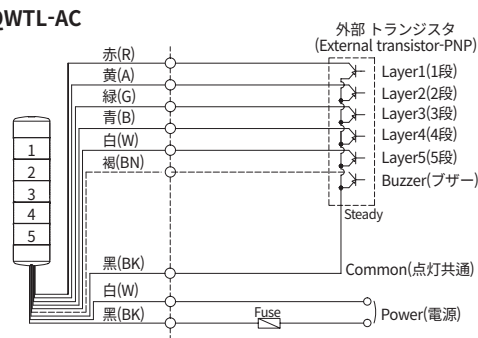 QWTL-AC
外部 トランジスタ
(External transistor-PNP)
赤(R)
Layer1(1段)
黄(A)
Layer2(2段)
緑(G)
Layer3(3段)
青(B)
Layer4(4段)
白(W)
Layer5(5段)
褐(BN)
Buzzer(ブザー)
1
2
3
4
5
Steady
黒(BK)
Common(点灯共通)
白(W)
黒(BK)
Fuse
Power(電源)